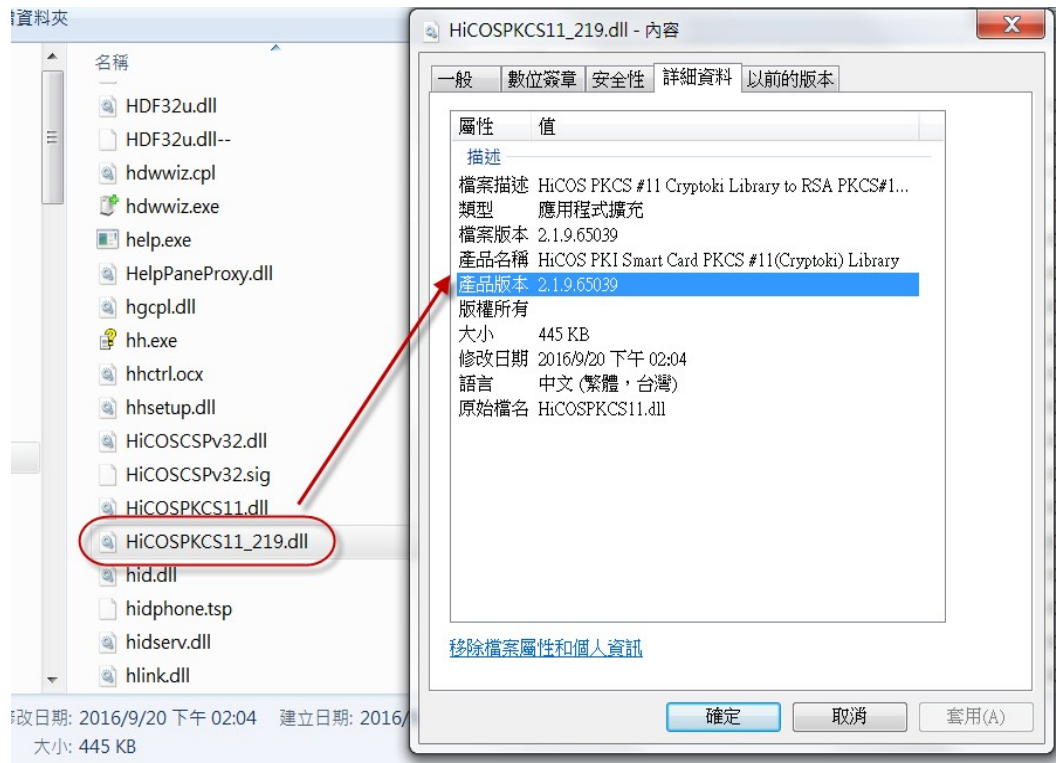 資料夾
名稱
HDF32u.dll
HDF32u.dll--
hdwwiz.cpl
hdwwiz.exe
help.exe
HelpPaneProxy.dll
hgcpl.dll
hh.exe
hhctrl.ocx
hhsetup.dll
HiCOSCSPv32.dll
HiCOSCSPv32.sig
HiCOSPKCS11.dll
HiCOSPKCS11_219.dll
hid.dll
hidphone.tsp
hidserv.dll
hlink.dll
修改日期: 2016/9/20 下午 02:04 建立日期: 2016/
大小: 445 KB
HiCOSPKCS11_219.dll - 內容
一般 數位簽章 安全性 詳細資料 以前的版本
屬性 值
描述
檔案描述 HiCOS PKCS #11 Cryptoki Library to RSA PKCS#1...
類型 應用程式擴充
檔案版本 2.1.9.65039
產品名稱 HiCOS PKI Smart Card PKCS #11(Cryptoki) Library
產品版本 2.1.9.65039
版權所有
大小 445 KB
修改日期 2016/9/20 下午 02:04
語言 中文 (繁體，台灣)
原始檔名 HiCOSPKCS11.dll
移除檔案屬性和個人資訊
確定 取消 套用(A)